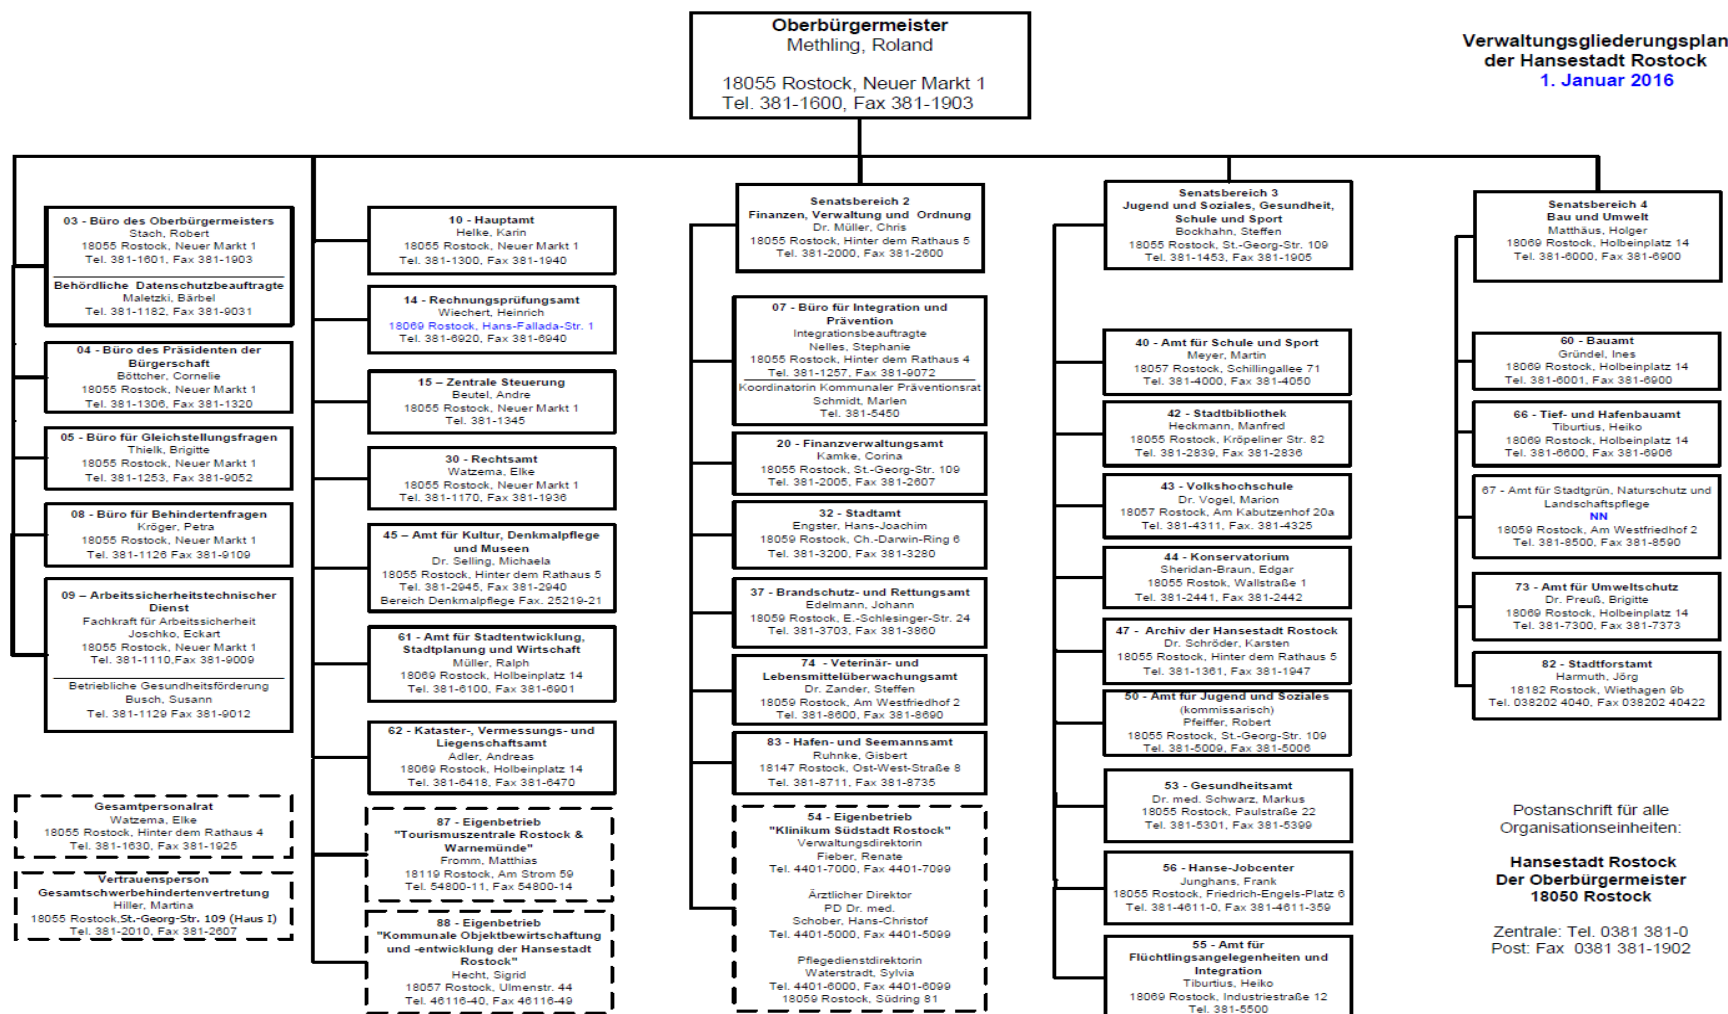 Oberbürgermeister
Methling, Roland
18055 Rostock, Neuer Markt 1
Tel. 381-1600, Fax 381-1903
Verwaltungsgliederungsplan
der Hansestadt Rostock
1. Januar 2016
03 - Büro des Oberbürgermeisters
Stach, Robert
18055 Rostock, Neuer Markt 1
Tel. 381-1601, Fax 381-1903
Behördliche Datenschutzbeauftragte
Maletzki, Bärbel
Tel. 381-1182, Fax 381-9031
04 - Büro des Präsidenten der
Bürgerschaft
Böttcher, Cornelie
18055 Rostock, Neuer Markt 1
Tel. 381-1306, Fax 381-1320
05 - Büro für Gleichstellungsfragen
Thielk, Brigitte
18055 Rostock, Neuer Markt 1
Tel. 381-1253, Fax 381-9052
08 - Büro für Behindertenfragen
Kröger, Petra
18055 Rostock, Neuer Markt 1
Tel. 381-1126 Fax 381-9109
09 – Arbeitssicherheitstechnischer
Dienst
Fachkraft für Arbeitssicherheit
Joschko, Eckart
18055 Rostock, Neuer Markt 1
Tel. 381-1110,Fax 381-9009
Betriebliche Gesundheitsförderung
Busch, Susann
Tel. 381-1129 Fax 381-9012
Gesamtpersonalrat
Watzema, Elke
18055 Rostock, Hinter dem Rathaus 4
Tel. 381-1630, Fax 381-1925
Vertrauensperson
Gesamtschwerbehindertenvertretung
Hiller, Martina
18055 Rostock,St.-Georg-Str. 109 (Haus I)
Tel. 381-2010, Fax 381-2607
10 - Hauptamt
Helke, Karin
18055 Rostock, Neuer Markt 1
Tel. 381-1300, Fax 381-1940
14 - Rechnungsprüfungsamt
Wiechert, Heinrich
18069 Rostock, Hans-Fallada-Str. 1
Tel. 381-6920, Fax 381-6940
15 – Zentrale Steuerung
Beutel, Andre
18055 Rostock, Neuer Markt 1
Tel. 381-1345
30 - Rechtsamt
Watzema, Elke
18055 Rostock, Neuer Markt 1
Tel. 381-1170, Fax 381-1936
45 – Amt für Kultur, Denkmalpflege
und Museen
Dr. Selling, Michaela
18055 Rostock, Hinter dem Rathaus 5
Tel. 381-2945, Fax 381-2940
Bereich Denkmalpflege Fax. 25219-21
61 - Amt für Stadtentwicklung,
Stadtplanung und Wirtschaft
Müller, Ralph
18069 Rostock, Holbeinplatz 14
Tel. 381-6100, Fax 381-6901
62 - Kataster-, Vermessungs- und
Liegenschaftsamt
Adler, Andreas
18069 Rostock, Holbeinplatz 14
Tel. 381-6418, Fax 381-6470
87 - Eigenbetrieb
"Tourismuszentrale Rostock &
Warnemünde"
Fromm, Matthias
18119 Rostock, Am Strom 59
Tel. 54800-11, Fax 54800-14
88 - Eigenbetrieb
"Kommunale Objektbewirtschaftung
und -entwicklung der Hansestadt
Rostock"
Hecht, Sigrid
18057 Rostock, Ulmenstr. 44
Tel. 46116-40, Fax 46116-49
Senatsbereich 2
Finanzen, Verwaltung und Ordnung
Dr. Müller, Chris
18055 Rostock, Hinter dem Rathaus 5
Tel. 381-2000, Fax 381-2600
07 - Büro für Integration und
Prävention
Integrationsbeauftragte
Nelles, Stephanie
18055 Rostock, Hinter dem Rathaus 4
Tel. 381-1257, Fax 381-9072
Koordinatorin Kommunaler Präventionsrat
Schmidt, Marlen
Tel. 381-5450
20 - Finanzverwaltungsamt
Kamke, Corina
18055 Rostock, St.-Georg-Str. 109
Tel. 381-2005, Fax 381-2607
32 - Stadtamt
Engster, Hans-Joachim
18059 Rostock, Ch.-Darwin-Ring 6
Tel. 381-3200, Fax 381-3280
37 - Brandschutz- und Rettungsamt
Edelmann, Johann
18059 Rostock, E.-Schlesinger-Str. 24
Tel. 381-3703, Fax 381-3860
74 - Veterinär- und
Lebensmittelüberwachungsamt
Dr. Zander, Steffen
18059 Rostock, Am Westfriedhof 2
Tel. 381-8600, Fax 381-8690
83 - Hafen- und Seemannsamt
Ruhnke, Gisbert
18147 Rostock, Ost-West-Straße 8
Tel. 381-8711, Fax 381-8735
54 - Eigenbetrieb
"Klinikum Südstadt Rostock"
Verwaltungsdirektorin
Fieber, Renate
Tel. 4401-7000, Fax 4401-7099
Ärztlicher Direktor
PD Dr. med.
Schober, Hans-Christof
Tel. 4401-5000, Fax 4401-5099
Pflegedienstdirektorin
Waterstradt, Sylvia
Tel. 4401-6000, Fax 4401-6099
18059 Rostock, Südring 81
Senatsbereich 3
Jugend und Soziales, Gesundheit,
Schule und Sport
Bockhahn, Steffen
18055 Rostock, St.-Georg-Str. 109
Tel. 381-1453, Fax 381-1905
40 - Amt für Schule und Sport
Meyer, Martin
18057 Rostock, Schillingallee 71
Tel. 381-4000, Fax 381-4050
42 - Stadtbibliothek
Heckmann, Manfred
18055 Rostock, Kröpeliner Str. 82
Tel. 381-2839, Fax 381-2836
43 - Volkshochschule
Dr. Vogel, Marion
18057 Rostock, Am Kabutzenhof 20a
Tel. 381-4311, Fax. 381-4325
44 - Konservatorium
Sheridan-Braun, Edgar
18055 Rostok, Wallstraße 1
Tel. 381-2441, Fax 381-2442
47 - Archiv der Hansestadt Rostock
Dr. Schröder, Karsten
18055 Rostock, Hinter dem Rathaus 5
Tel. 381-1361, Fax 381-1947
50 - Amt für Jugend und Soziales
(kommissarisch)
Pfeiffer, Robert
18055 Rostock, St.-Georg-Str. 109
Tel. 381-5009, Fax 381-5006
53 - Gesundheitsamt
Dr. med. Schwarz, Markus
18055 Rostock, Paulstraße 22
Tel. 381-5301, Fax 381-5399
56 - Hanse-Jobcenter
Junghans, Frank
18055 Rostock, Friedrich-Engels-Platz 6
Tel. 381-4611-0, Fax 381-4611-359
55 - Amt für
Flüchtlingsangelegenheiten und
Integration
Tiburtius, Heiko
18069 Rostock, Industriestraße 12
Tel. 381-5500
Senatsbereich 4
Bau und Umwelt
Matthäus, Holger
18069 Rostock, Holbeinplatz 14
Tel. 381-6000, Fax 381-6900
60 - Bauamt
Gründel, Ines
18069 Rostock, Holbeinplatz 14
Tel. 381-6001, Fax 381-6900
66 - Tief- und Hafenbauamt
Tiburtius, Heiko
18069 Rostock, Holbeinplatz 14
Tel. 381-6600, Fax 381-6906
67 - Amt für Stadtgrün, Naturschutz und
Landschaftspflege
NN
18059 Rostock, Am Westfriedhof 2
Tel. 381-8500, Fax 381-8590
73 - Amt für Umweltschutz
Dr. Preuß, Brigitte
18069 Rostock, Holbeinplatz 14
Tel. 381-7300, Fax 381-7373
82 - Stadtforstamt
Harmuth, Jörg
18182 Rostock, Wiethagen 9b
Tel. 038202 4040, Fax 038202 40422
Postanschrift für alle
Organisationseinheiten:
Hansestadt Rostock
Der Oberbürgermeister
18050 Rostock
Zentrale: Tel. 0381 381-0
Post: Fax 0381 381-1902